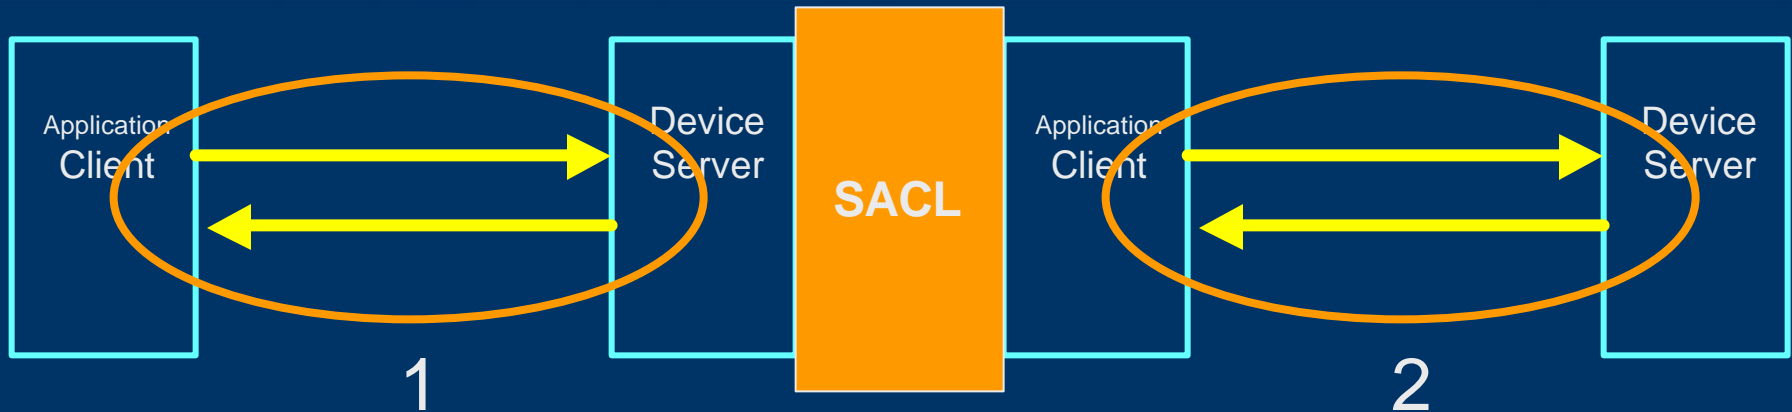 Application
Client
Device
Server
SACL
Application
Client
Device
Server
1
2